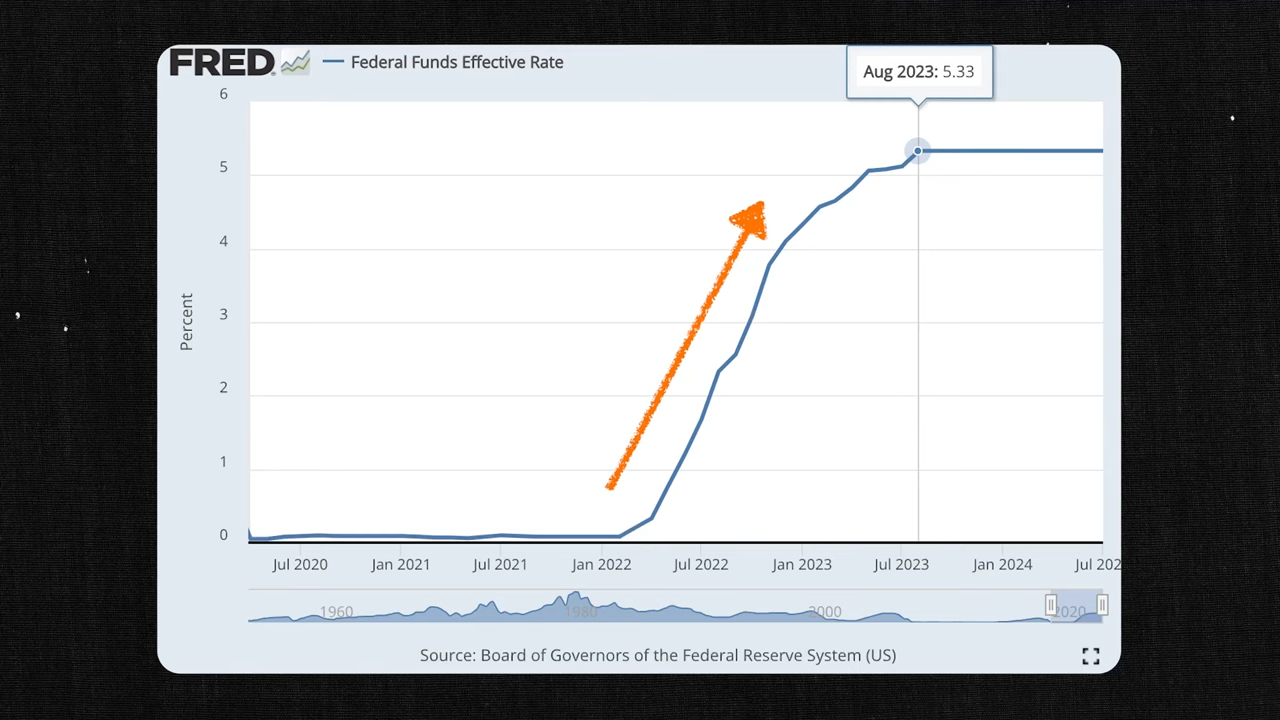 FRED
Federal Funds Effective Rate
Aug 2023: 5.33
6
5
4
3
2
1
0
Percent
Jul 2020
Jan 2021
Jul 2021
Jan 2022
Jul 2022
Jan 2023
Jul 2023
Jan 2024
Jul 202
1960
1980
2000
2020
Source: Board of Governors of the Federal Reserve System (US)